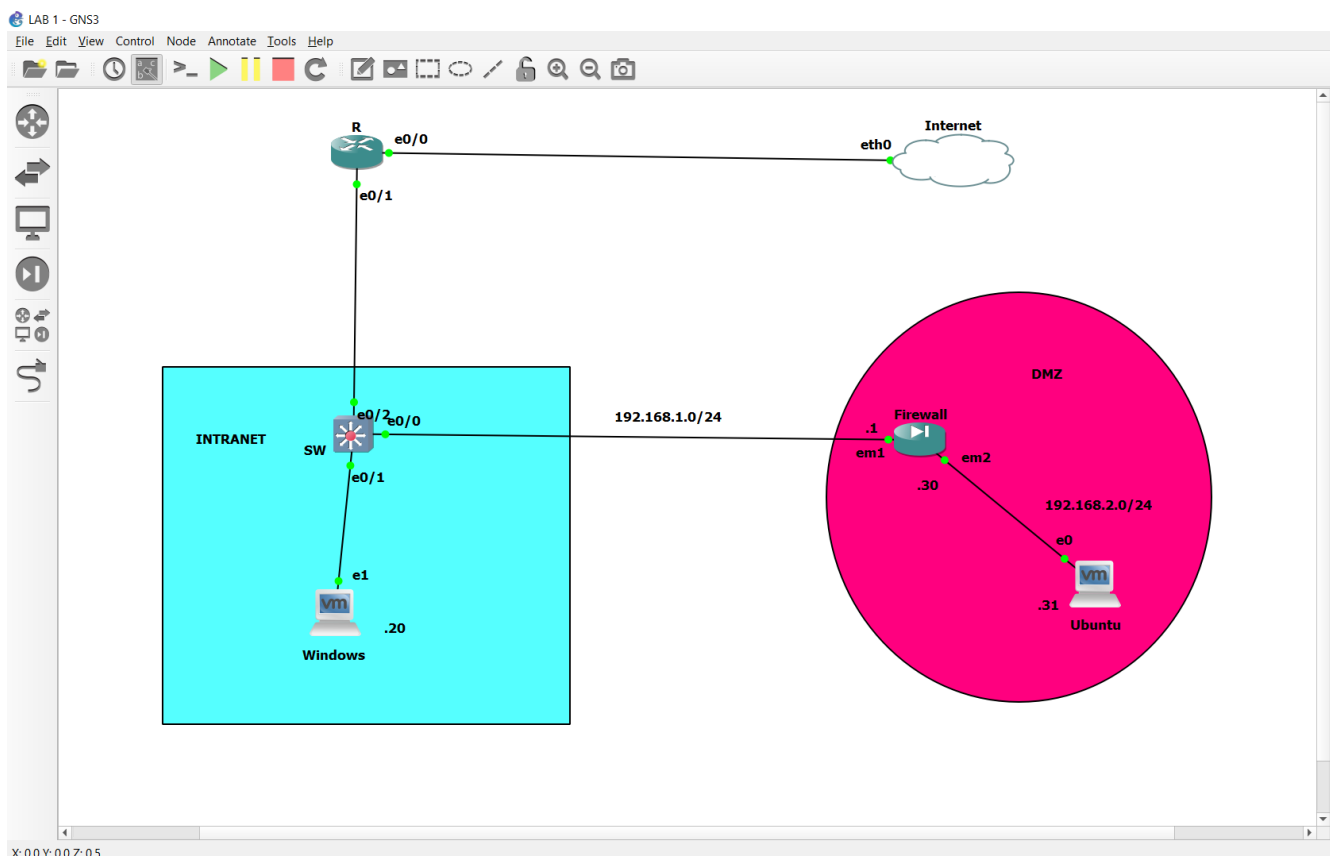 LAB 1 - GNS3
File Edit View Control Node Annotate Tools Help
R
e0/0
Internet
eth0
e0/1
DMZ
192.168.1.0/24
Firewall
e0/2
e0/0
.1
INTRANET
SW
em1
em2
e0/1
.30
192.168.2.0/24
e0
e1
vm
vm
.31
.20
Ubuntu
Windows
X: 0.0 Y: 0.0 Z: 0.5